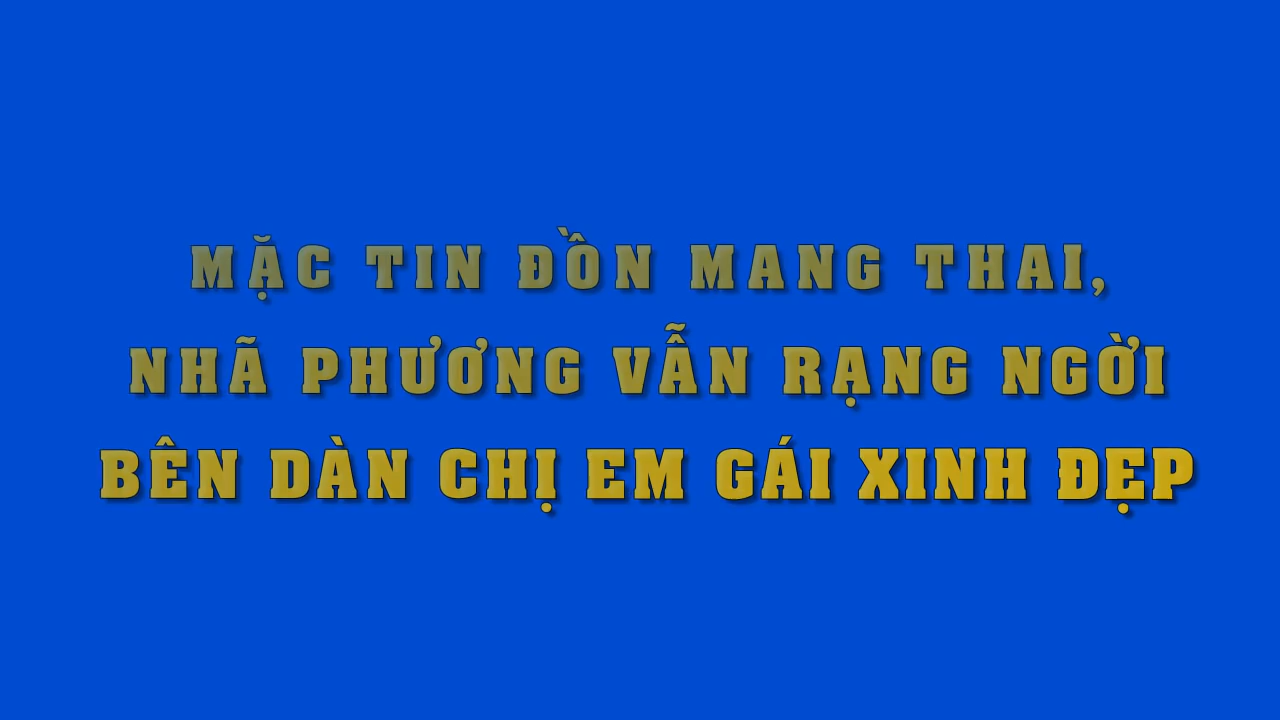 MẶC TIN ĐỒN MANG THAI,
NHÃ PHƯƠNG VẪN RẠNG NGỜI
BÊN DÀN CHỊ EM GÁI XINH ĐẸP